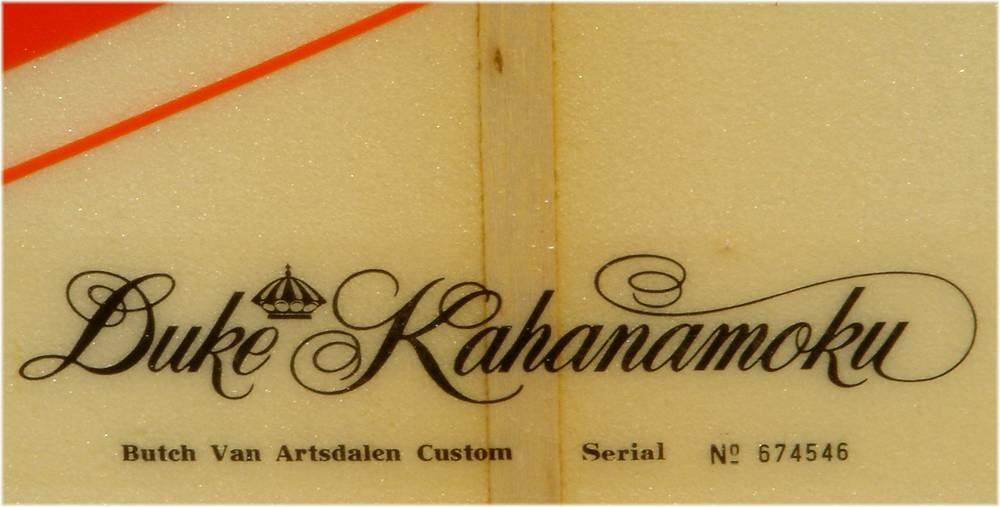 Duke Kahanamoku
Butch Van Artsdalen Custom Serial Nº 674546